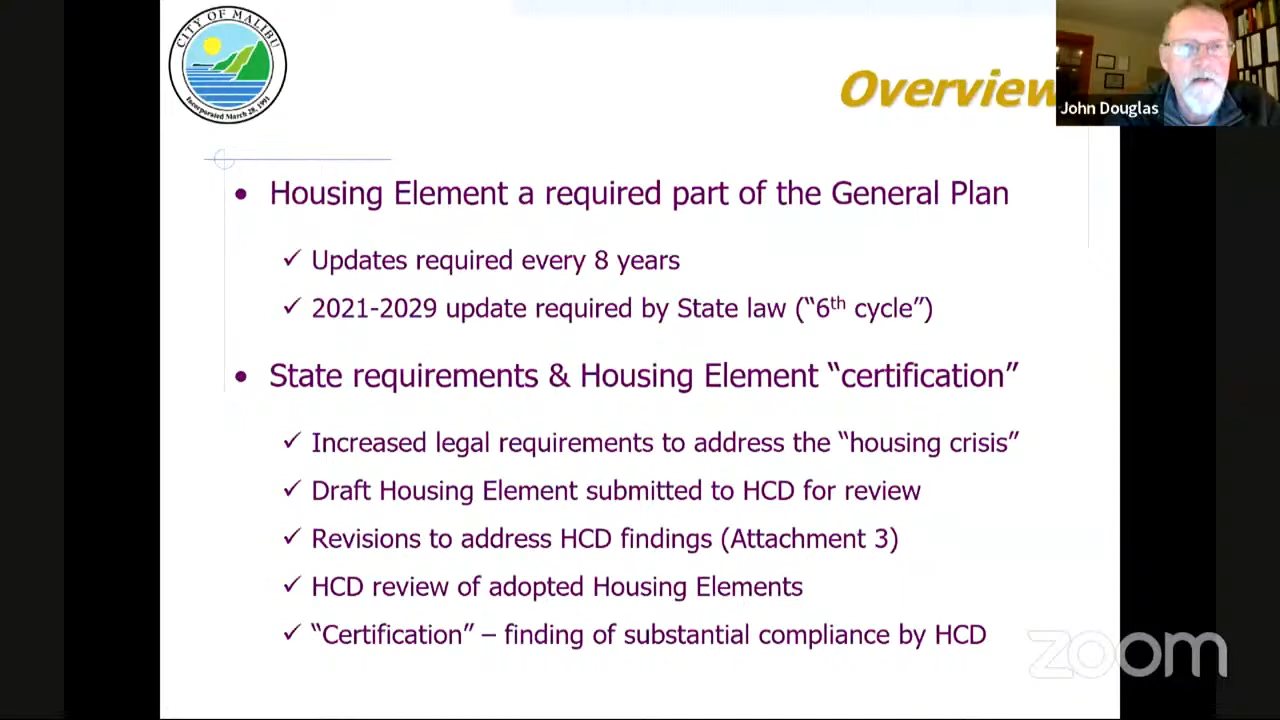 CITY OF MALIBU
Incorporated March 28, 1991
Overview
John Douglas
• Housing Element a required part of the General Plan
✓ Updates required every 8 years
✓ 2021-2029 update required by State law (“6th cycle”)
• State requirements & Housing Element “certification”
✓ Increased legal requirements to address the “housing crisis”
✓ Draft Housing Element submitted to HCD for review
✓ Revisions to address HCD findings (Attachment 3)
✓ HCD review of adopted Housing Elements
✓ “Certification” – finding of substantial compliance by HCD
zoom